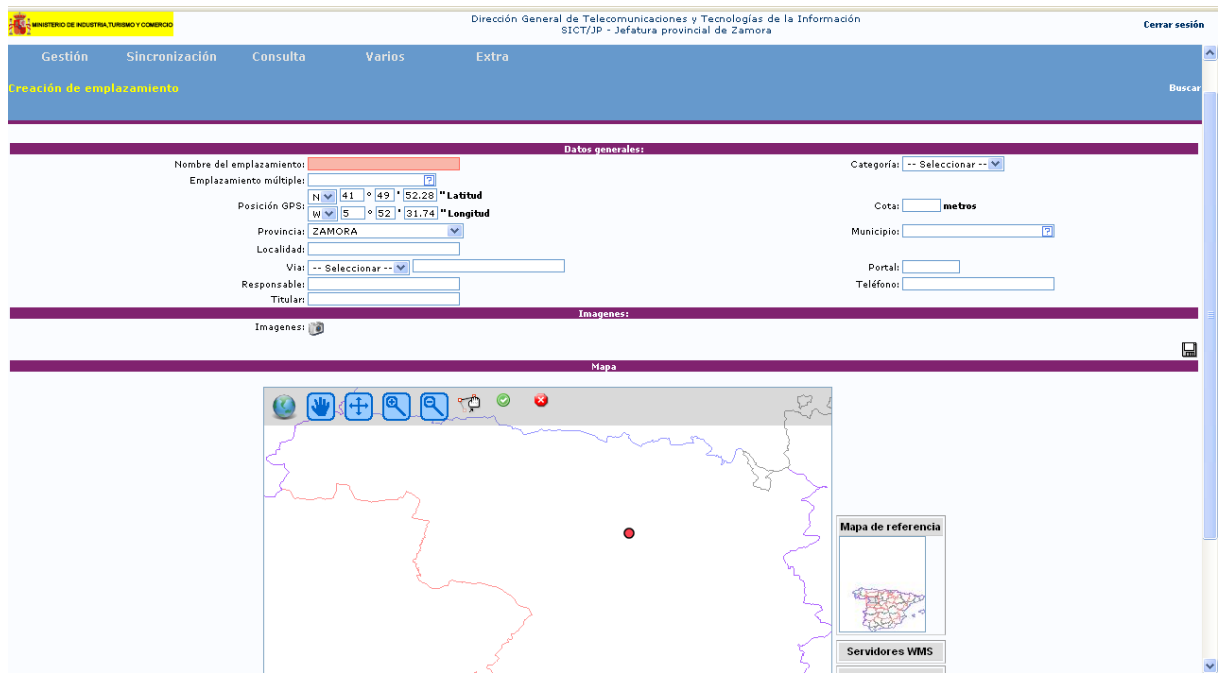 MINISTERIO DE INDUSTRIA,TURISMO Y COMERCIO
Dirección General de Telecomunicaciones y Tecnologías de la Información
SICT/JP - Jefatura provincial de Zamora
Cerrar sesión
Gestión Sincronización Consulta Varios Extra
Creación de emplazamiento
Buscar
Datos generales:
Nombre del emplazamiento:
Categoría: -- Seleccionar --
Emplazamiento múltiple: ?
Posición GPS: N 41 ° 49 ' 52.28 " Latitud
W 5 ° 52 ' 31.74 " Longitud
Cota: metros
Provincia: ZAMORA
Municipio: ?
Localidad:
Via: -- Seleccionar --
Portal:
Responsable:
Teléfono:
Titular:
Imagenes:
Imagenes:
Mapa
Mapa de referencia
Servidores WMS